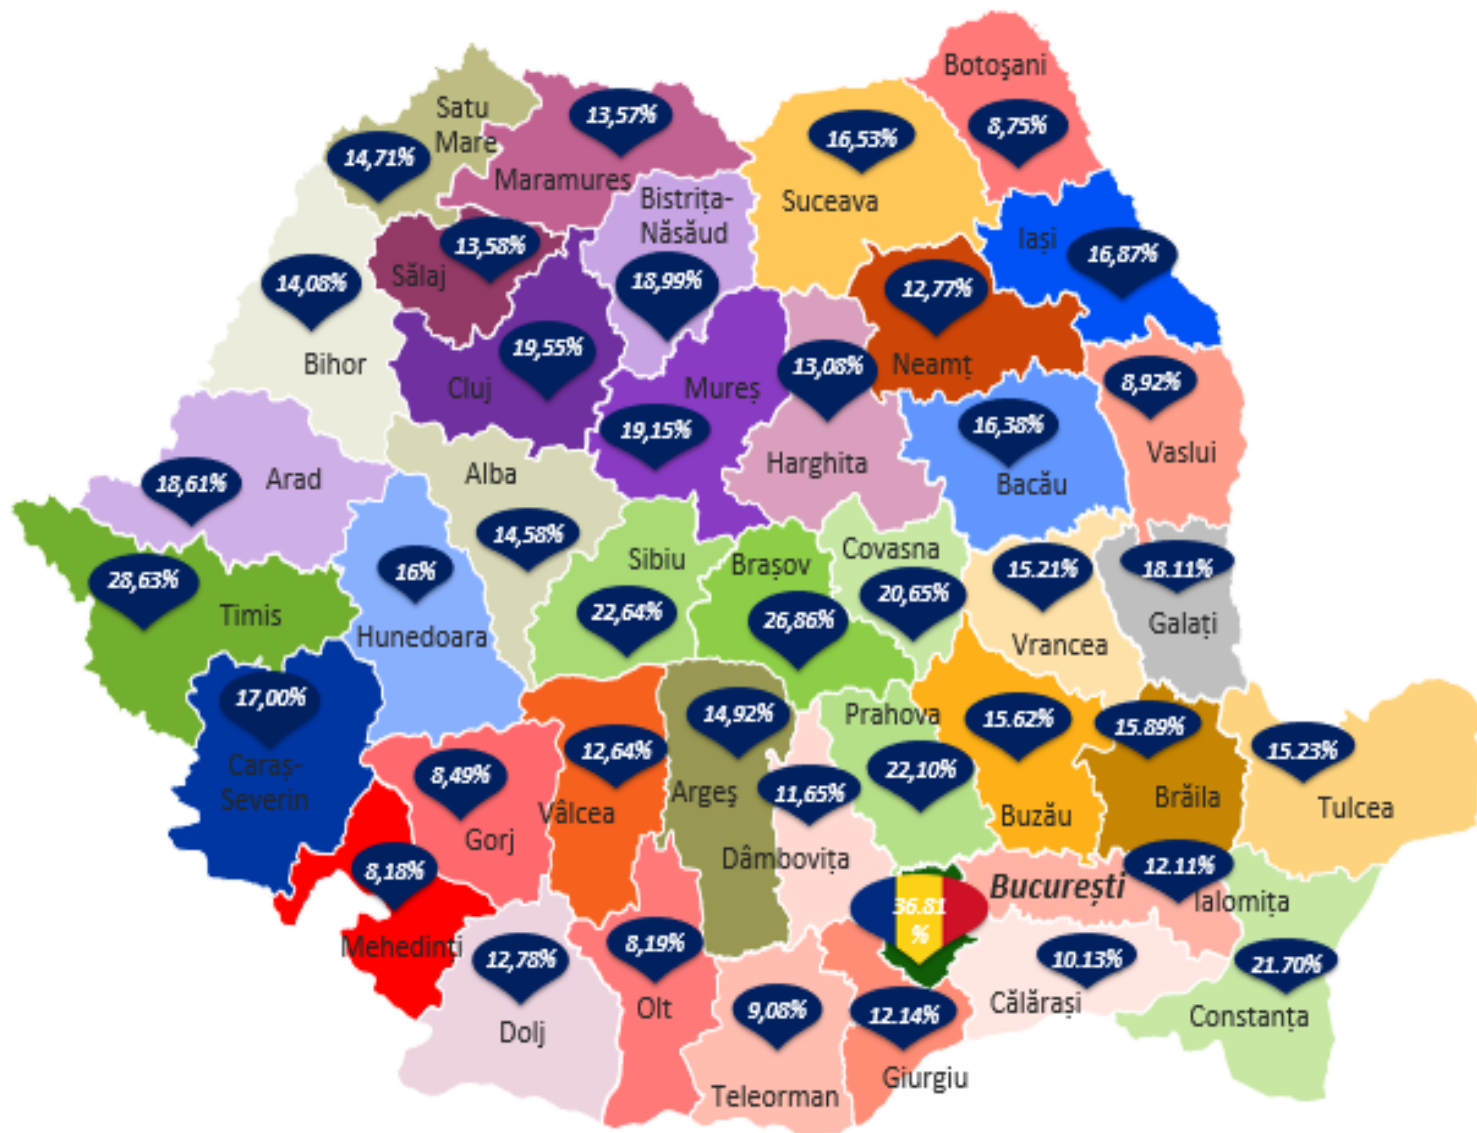 Botoşani
8,75%
Satu
Mare
14,71%
13,57%
Maramures
16,53%
Suceava
Bistrița-
Năsăud
18,99%
Iași
16,87%
13,58%
Sălaj
14,08%
Bihor
12,77%
Neamț
19,55%
Cluj
Mureș
19,15%
13,08%
Harghita
8,92%
Vaslui
16,38%
Bacău
Arad
18,61%
Alba
14,58%
28,63%
Timis
16%
Hunedoara
Sibiu
22,64%
Brașov
26,86%
Covasna
20,65%
15.21%
Vrancea
18.11%
Galați
17,00%
Caraș-
Severin
8,49%
Gorj
12,64%
Vâlcea
14,92%
Argeş
11,65%
Dâmbovița
Prahova
22,10%
15.62%
Buzău
15.89%
Brăila
15.23%
Tulcea
8,18%
Mehedinți
12.11%
Ialomița
București
36.81
%
12,78%
Dolj
8,19%
Olt
9,08%
Teleorman
12.14%
Giurgiu
10.13%
Călărași
21.70%
Constanța